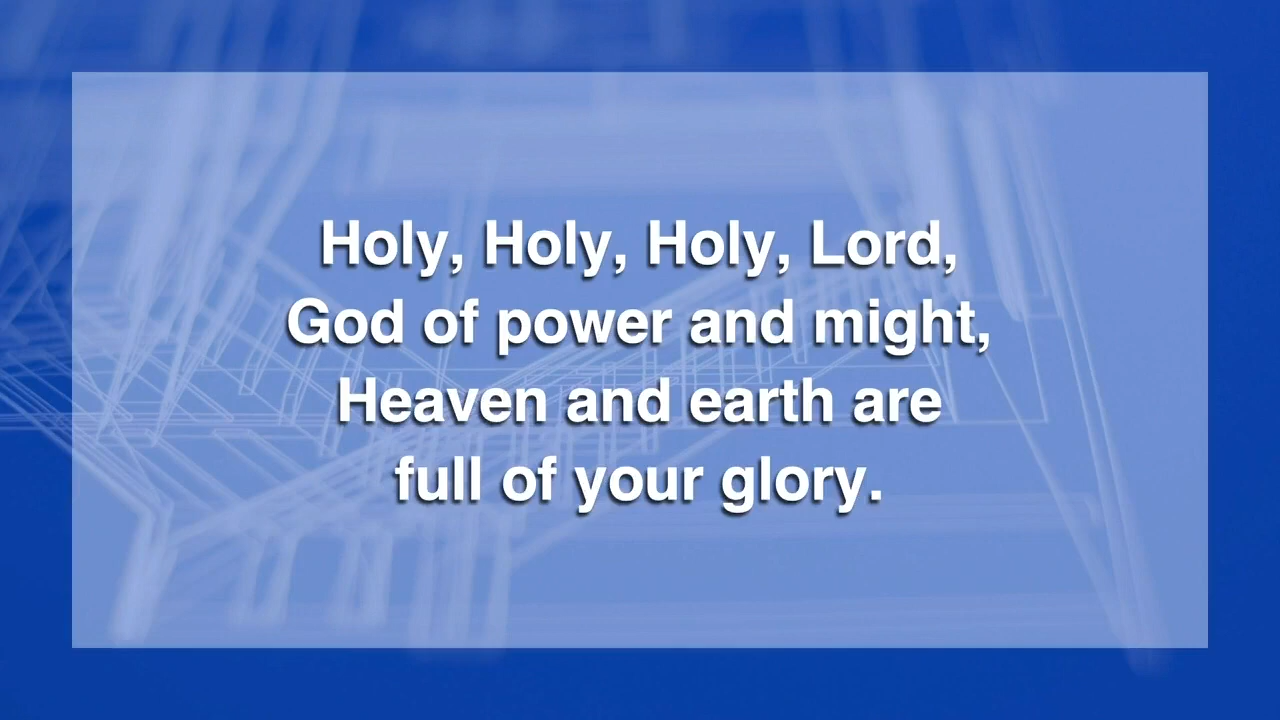 Holy, Holy, Holy, Lord,
God of power and might,
Heaven and earth are
full of your glory.